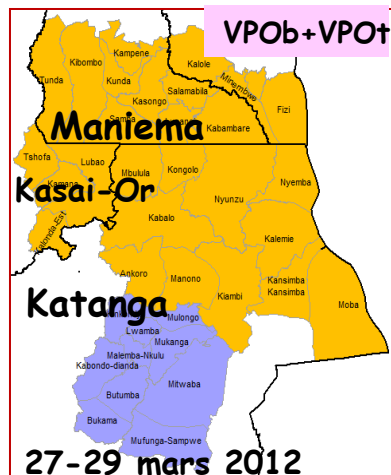 VPOb+VPOt
Kampene
Kalole
Kibombo
Tunda
Kunda
Salamabila
Minembwe
Kasongo
Fizi
Maniema
Kabambare
Tshofa
Lubao
Mbulula
Kongolo
Nyemba
Kasai-Or
Nyunzu
Kabalo
Kalonda-Est
Kalemie
Ankoro
Manono
Kansimba
Kansimba
Kiambi
Moba
Katanga
Mulongo
Lwamba
Mukanga
Malemba-Nkulu
Kabondo-dianda
Mitwaba
Butumba
Bukama
Mufunga-Sampwe
27-29 mars 2012